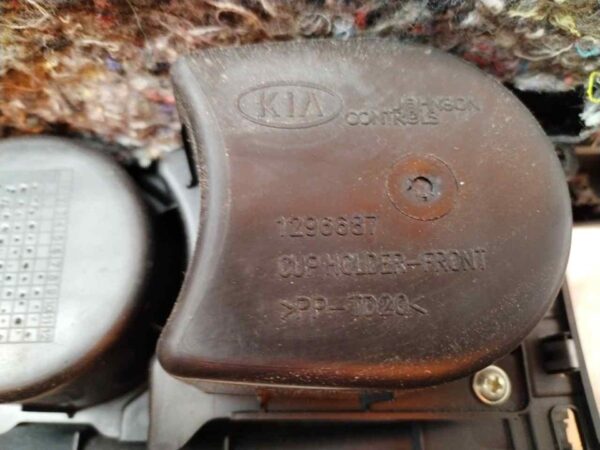 KIA
JOHNSON
CONTROLS
1296687
CUP HOLDER-FRONT
>PP-TD20<